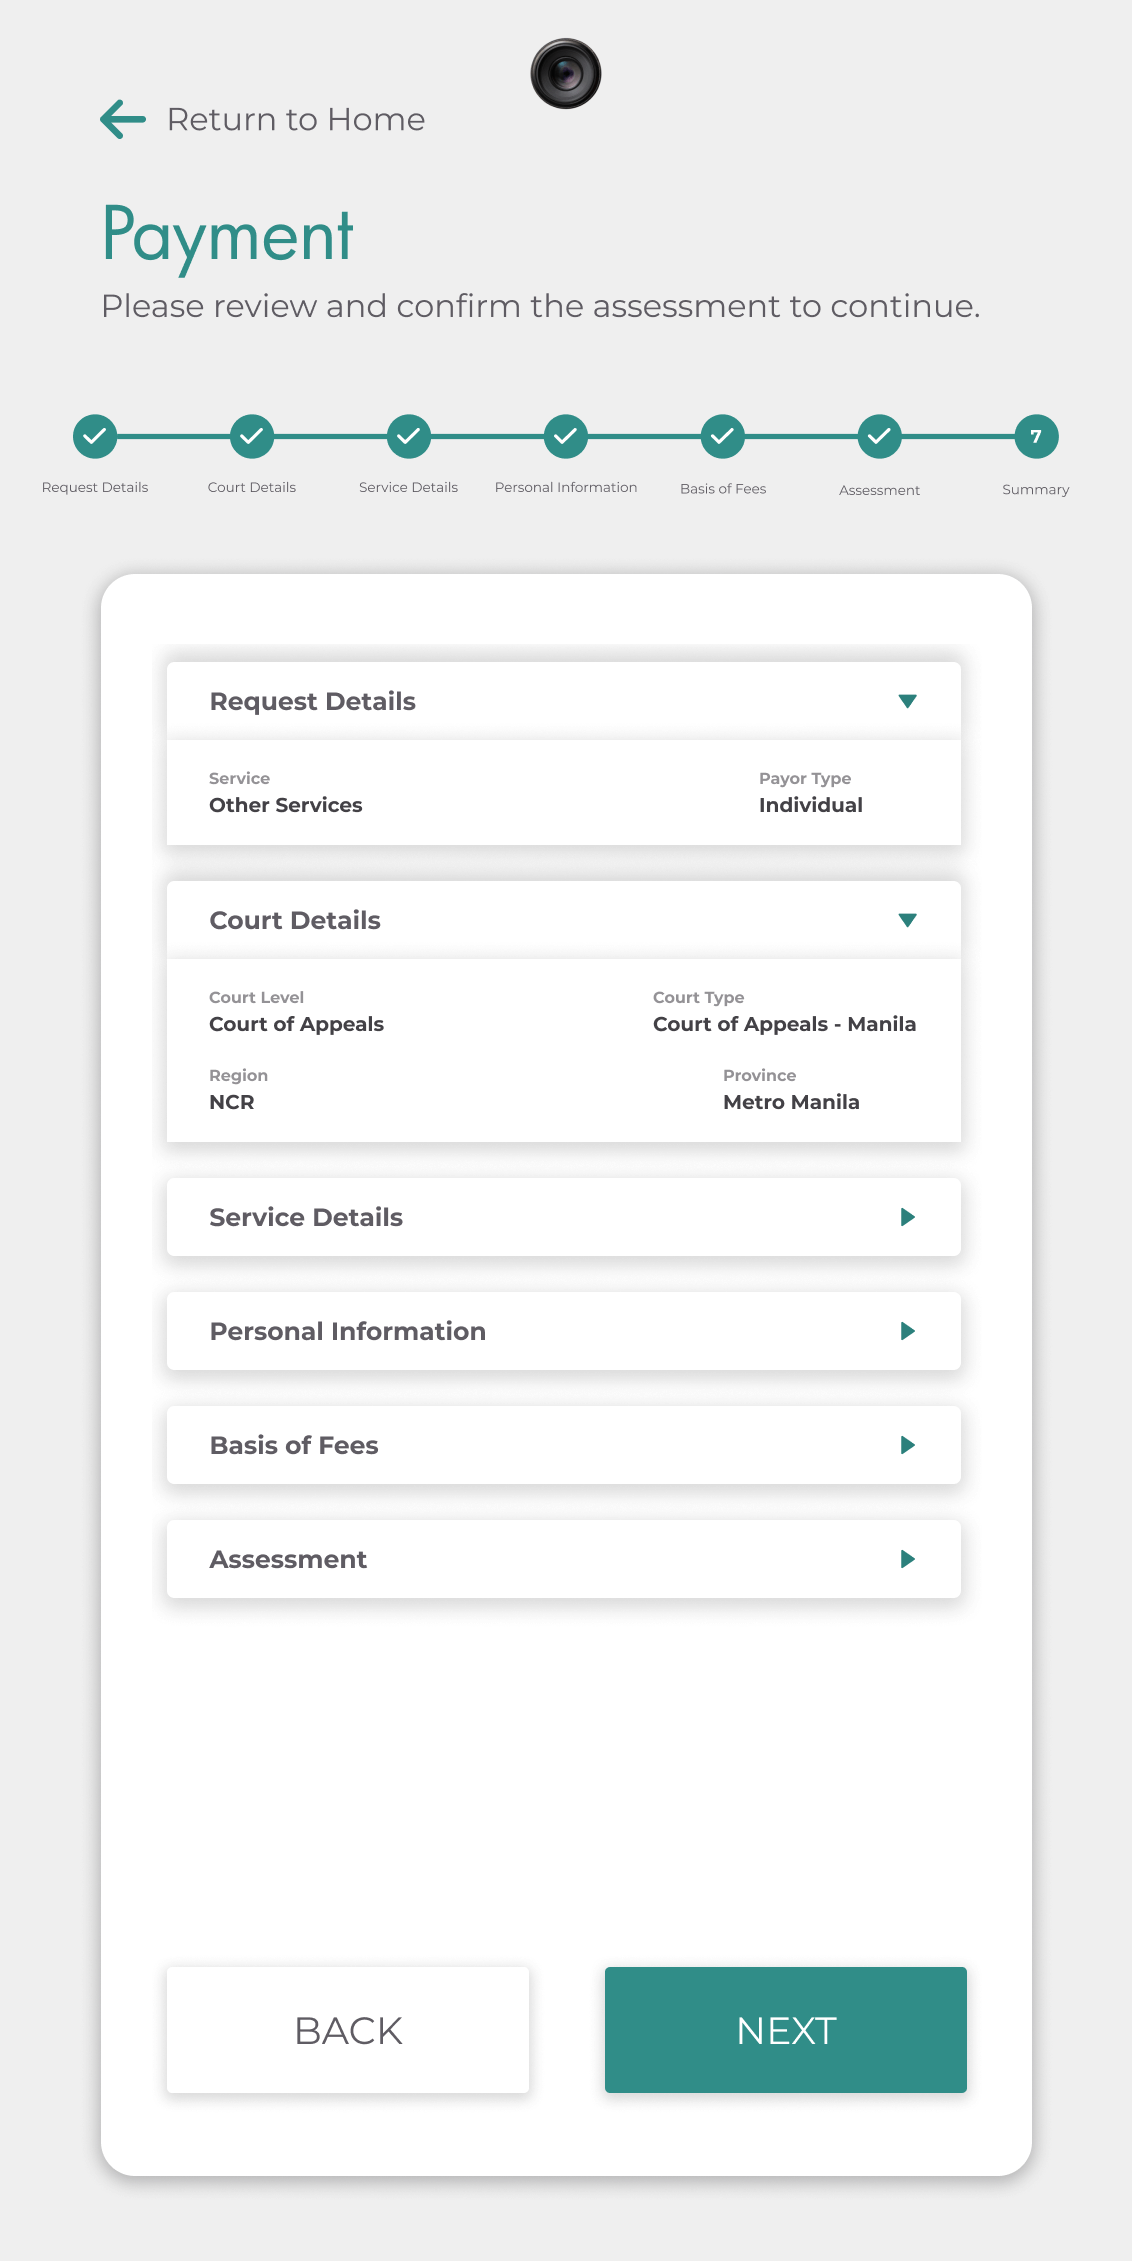 Return to Home
Payment
Please review and confirm the assessment to continue.
7
Request Details
Court Details
Service Details
Personal Information
Basis of Fees
Assessment
Summary
Request Details
Service
Payor Type
Other Services
Individual
Court Details
Court Level
Court Type
Court of Appeals
Court of Appeals - Manila
Region
Province
NCR
Metro Manila
Service Details
Personal Information
Basis of Fees
Assessment
BACK
NEXT